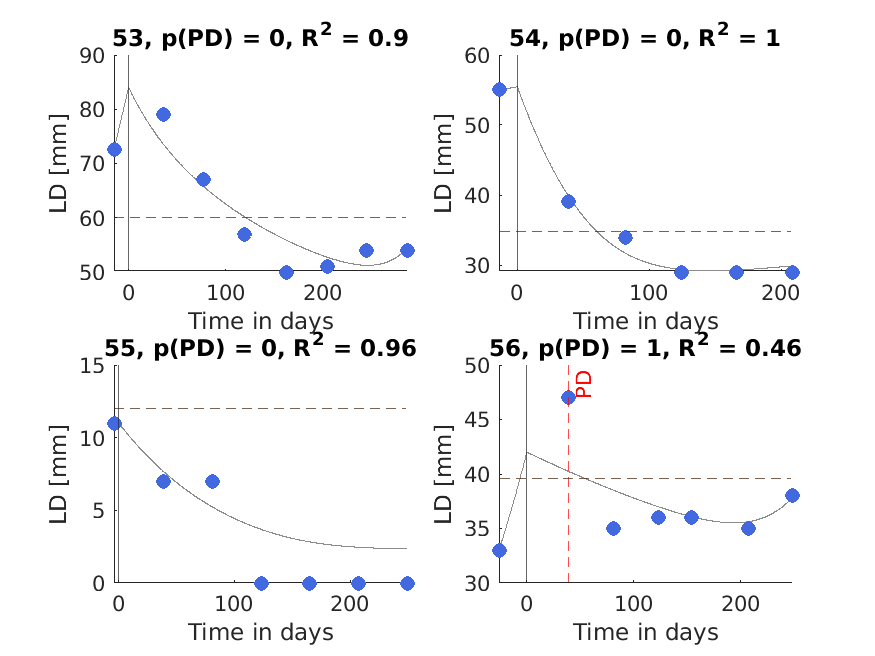 53, p(PD) = 0, R² = 0.9
LD [mm]
90
80
70
60
50
0
100
200
Time in days
54, p(PD) = 0, R² = 1
LD [mm]
60
50
40
30
0
100
200
Time in days
55, p(PD) = 0, R² = 0.96
LD [mm]
15
10
5
0
0
100
200
Time in days
56, p(PD) = 1, R² = 0.46
LD [mm]
50
45
40
35
30
PD
0
100
200
Time in days